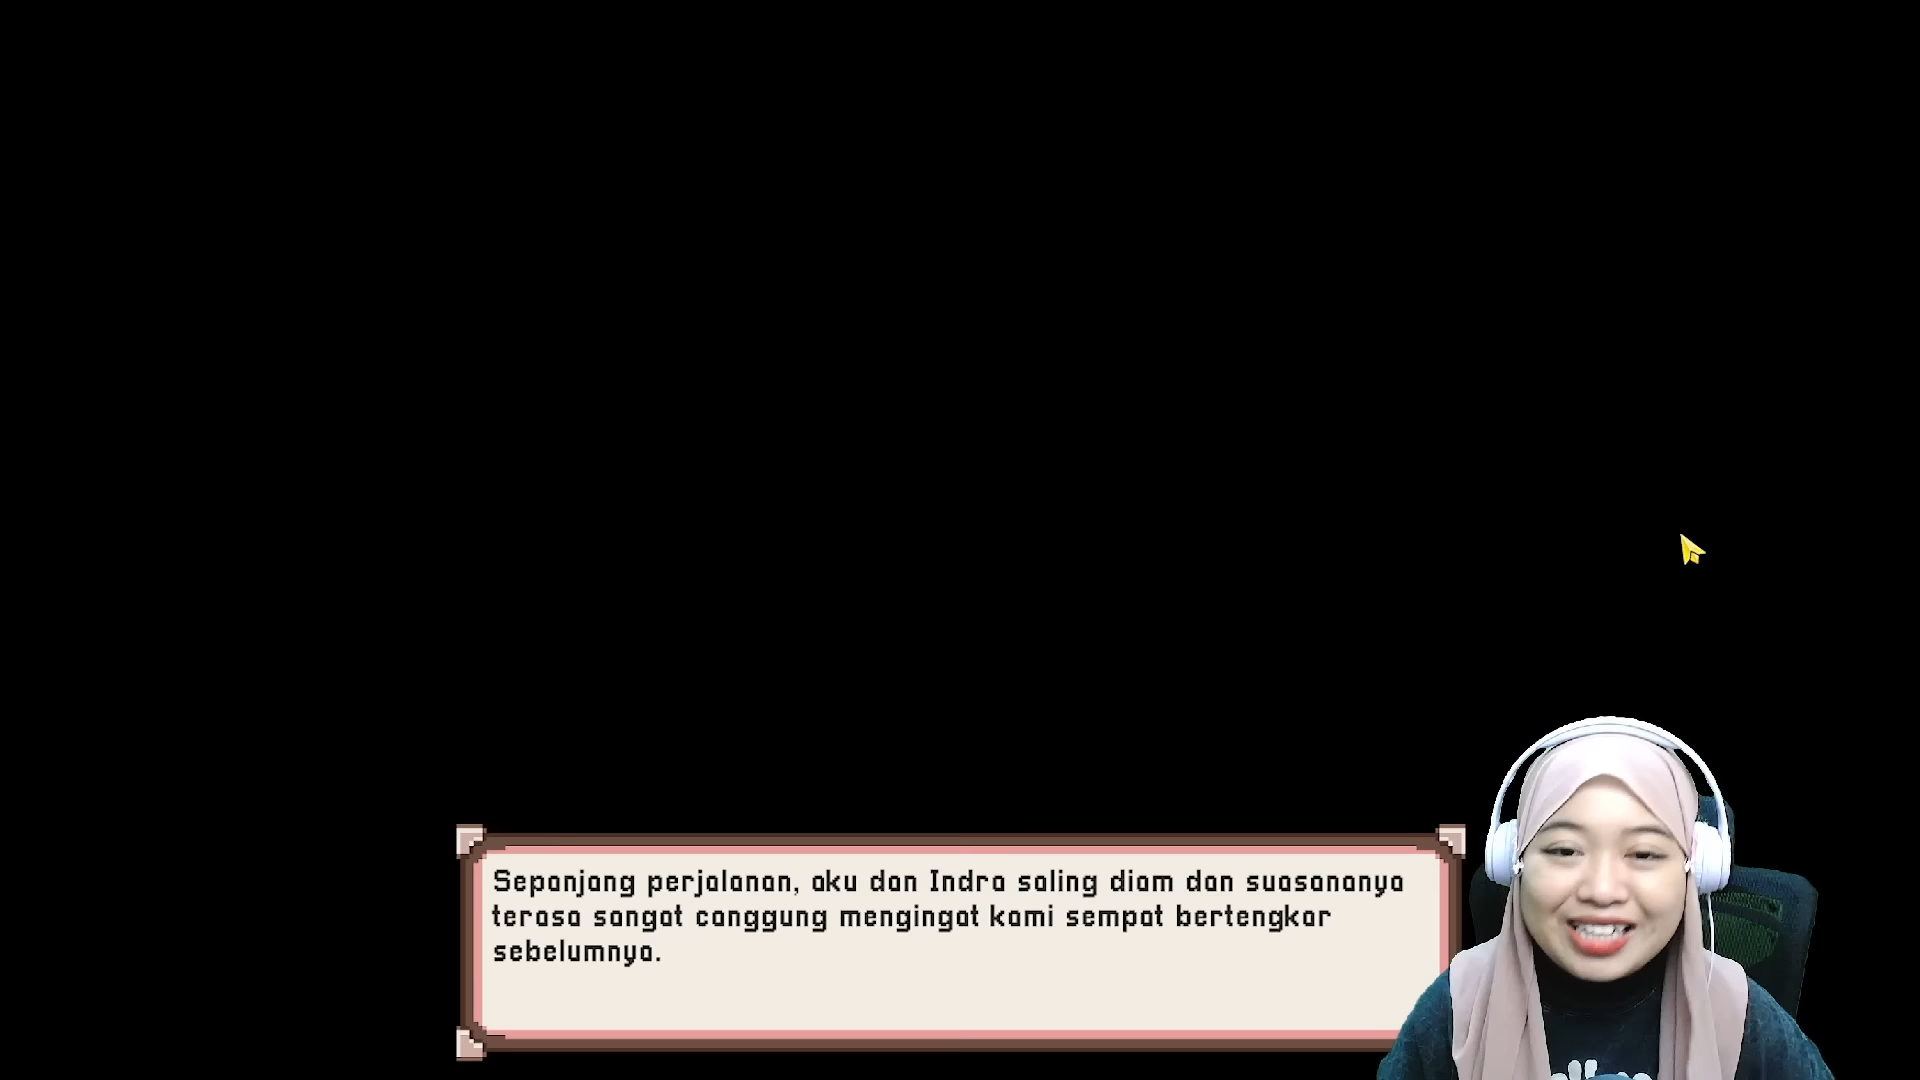 Sepanjang perjalanan, aku dan Indra saling diam dan suasananya
terasa sangat canggung mengingat kami sempat bertengkar
sebelumnya.